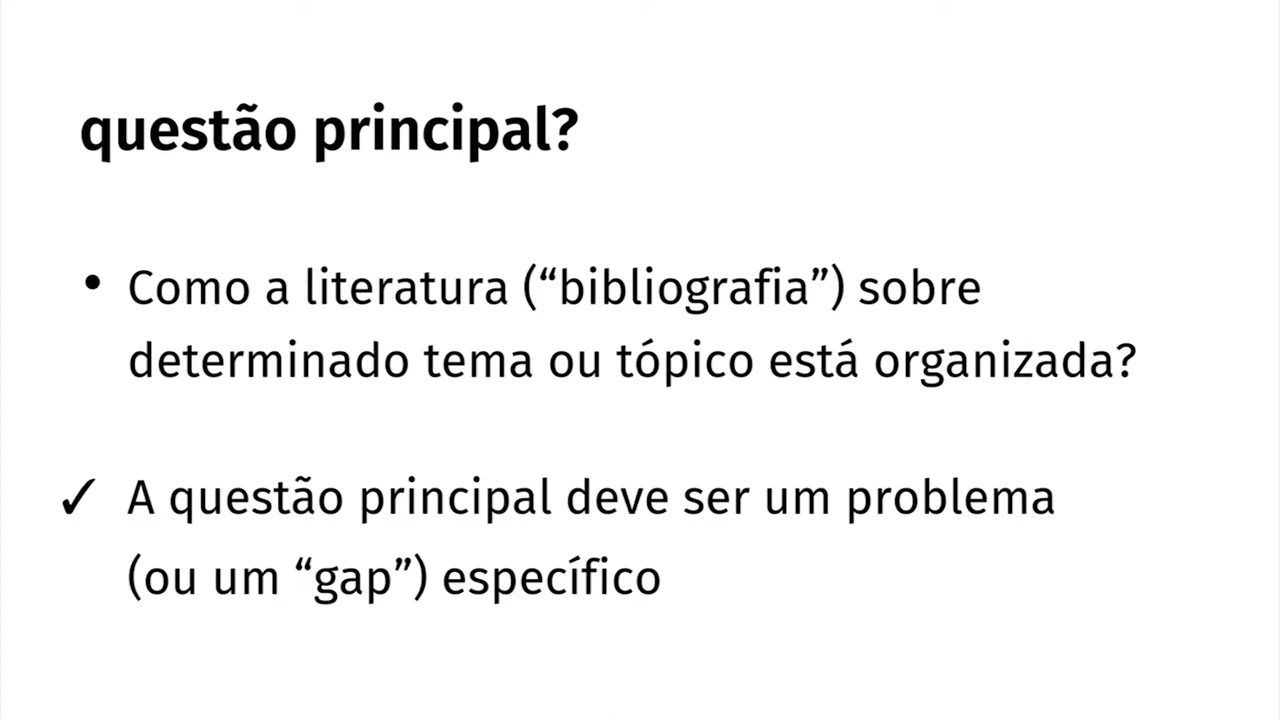 questão principal?
• Como a literatura (“bibliografia”) sobre
determinado tema ou tópico está organizada?
✓ A questão principal deve ser um problema
(ou um “gap”) específico